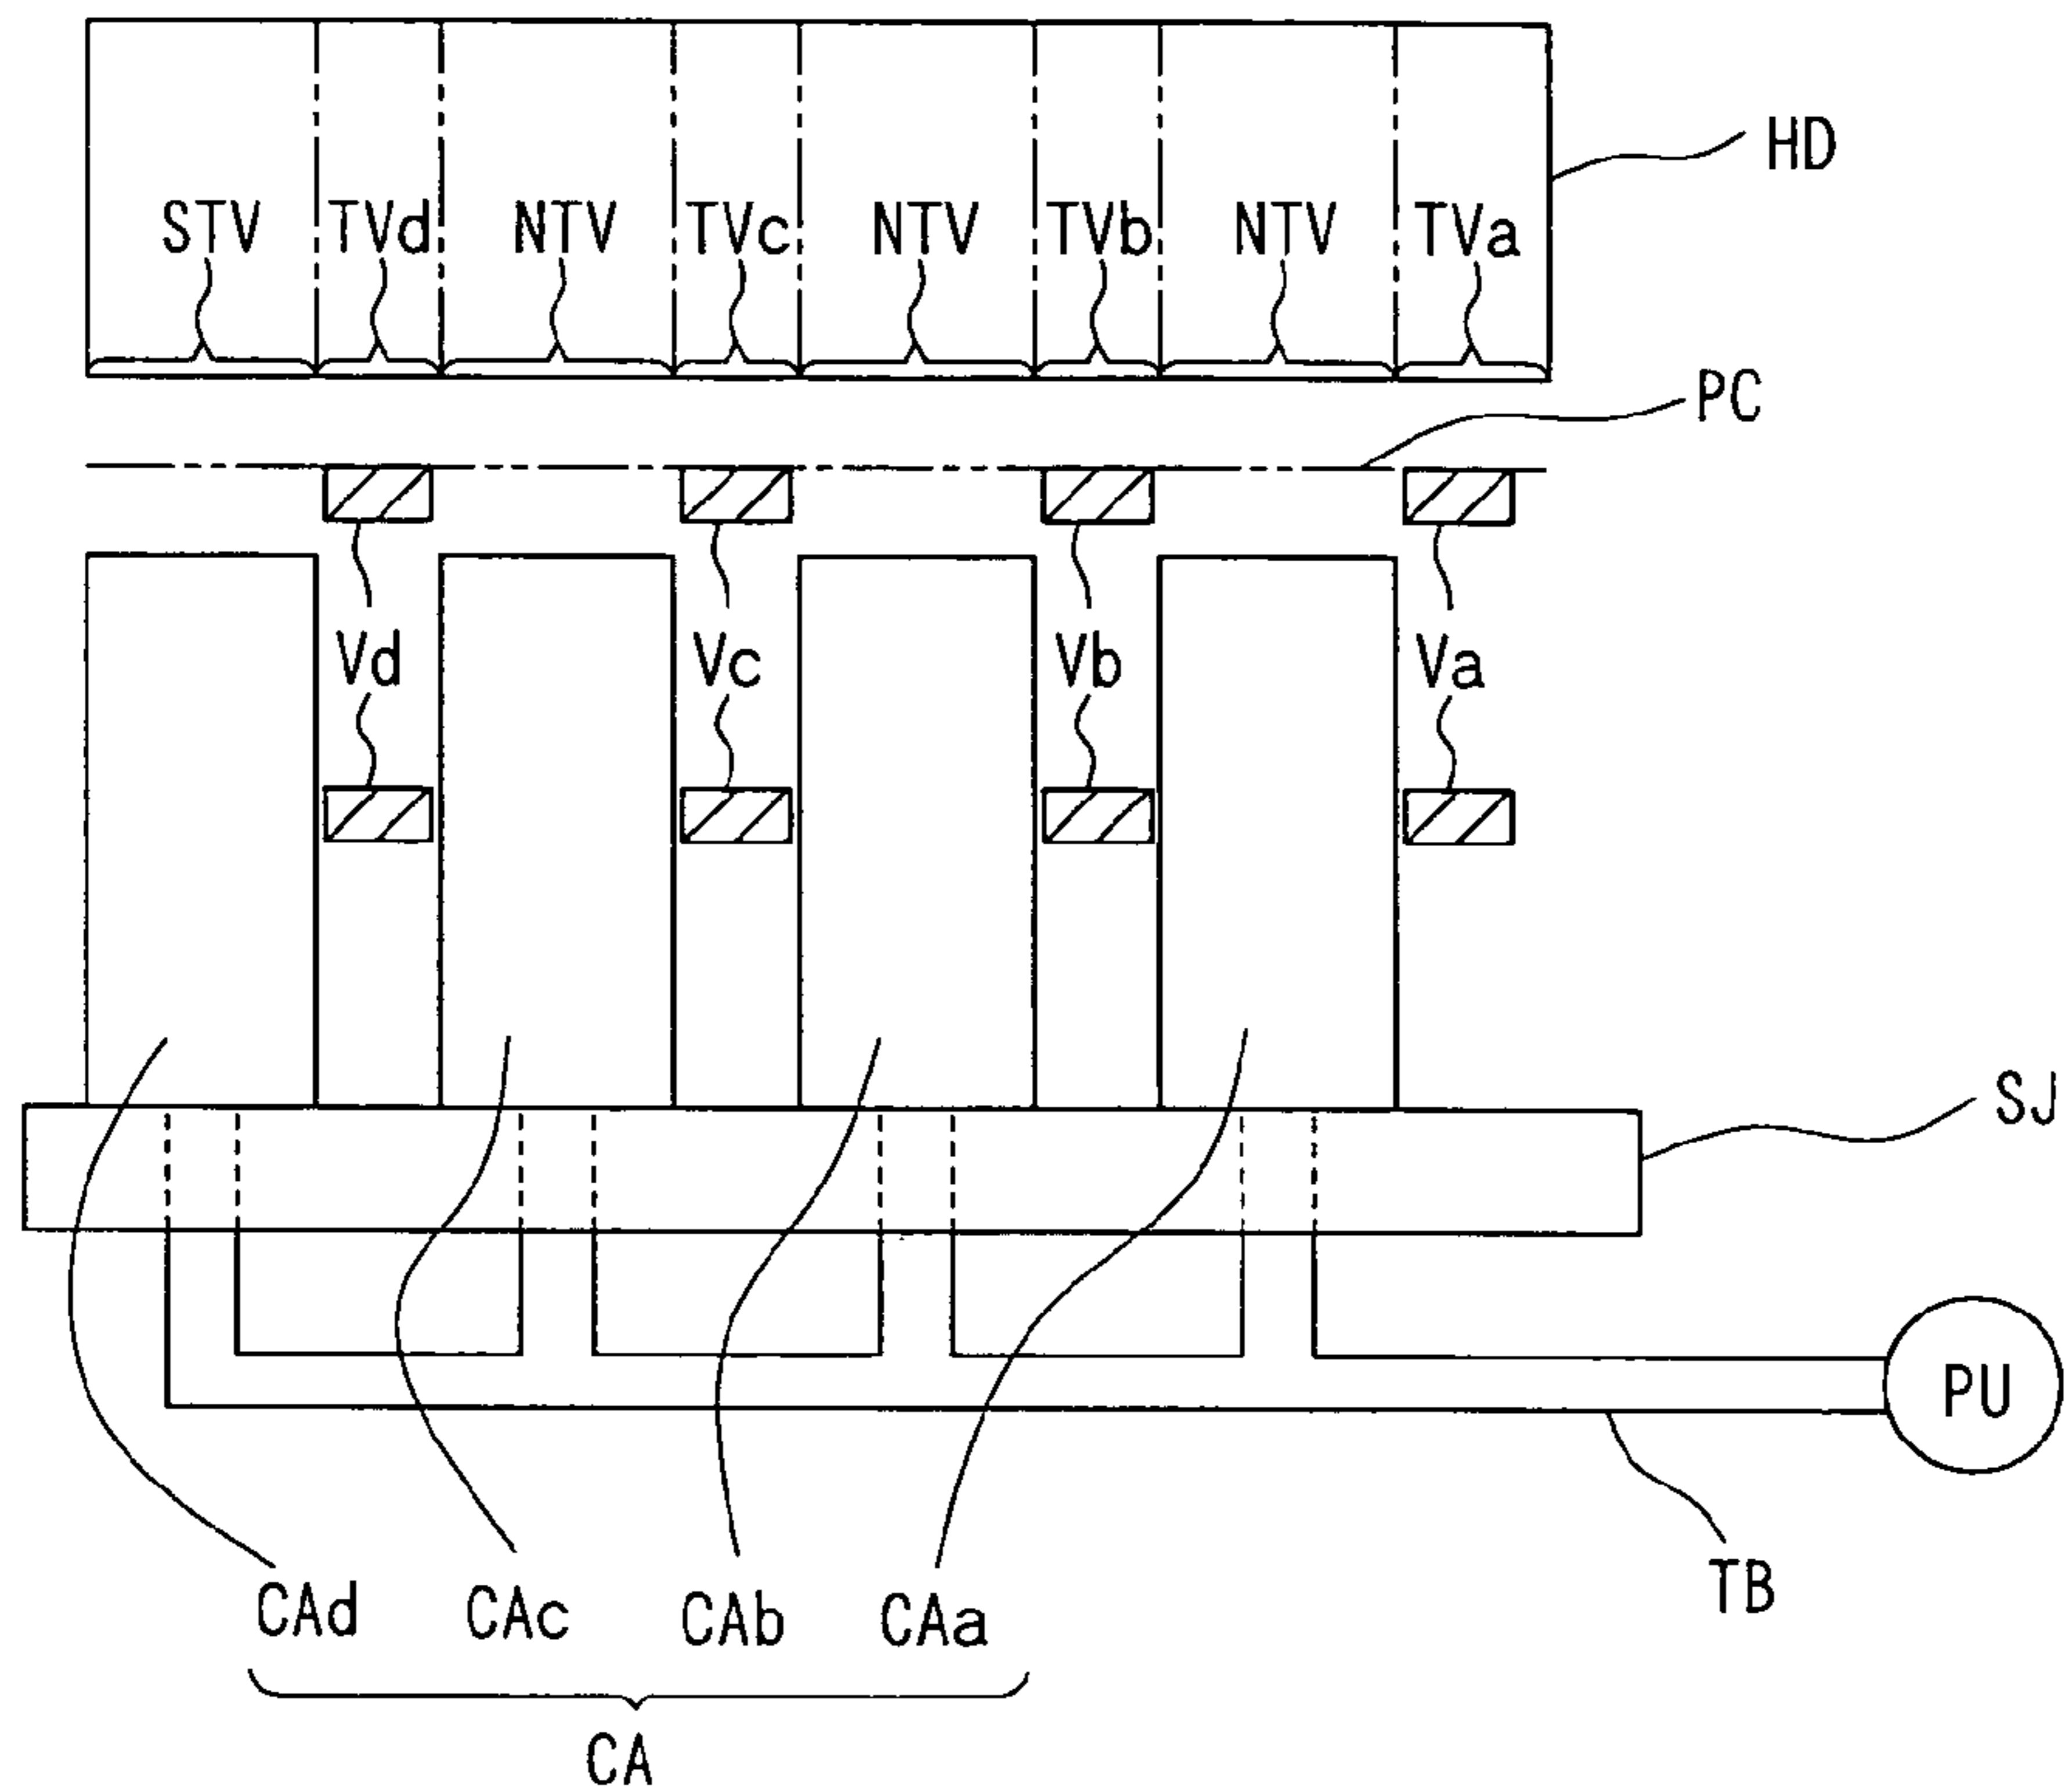 HD
STV TVd NTV TVc NTV TVb NTV TVa
PC
Vd Vc Vb Va
SJ
PU
TB
CAd CAc CAb CAa
CA